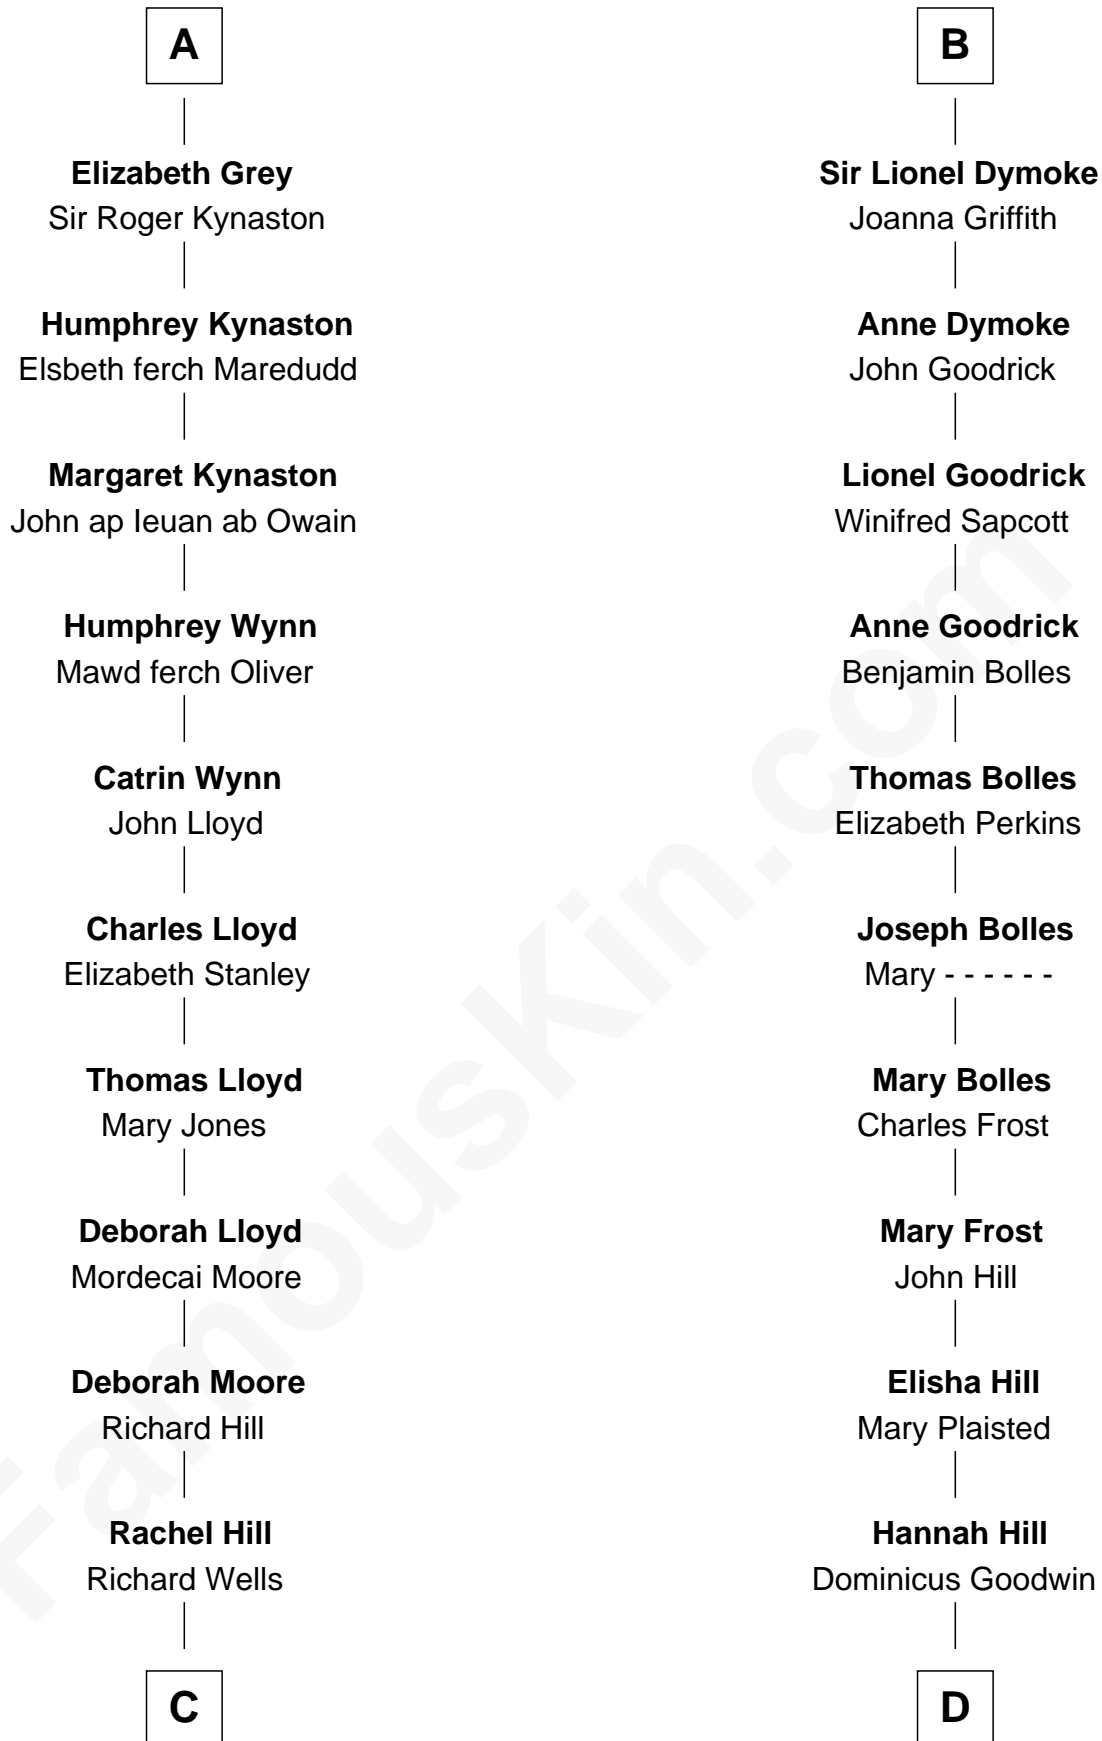 A
Elizabeth Grey
Sir Roger Kynaston
Humphrey Kynaston
Elsbeth ferch Maredudd
Margaret Kynaston
John ap Ieuan ab Owain
Humphrey Wynn
Mawd ferch Oliver
Catrin Wynn
John Lloyd
Charles Lloyd
Elizabeth Stanley
Thomas Lloyd
Mary Jones
Deborah Lloyd
Mordecai Moore
Deborah Moore
Richard Hill
Rachel Hill
Richard Wells
C
B
Sir Lionel Dymoke
Joanna Griffith
Anne Dymoke
John Goodrick
Lionel Goodrick
Winifred Sapcott
Anne Goodrick
Benjamin Bolles
Thomas Bolles
Elizabeth Perkins
Joseph Bolles
Mary - - - - - -
Mary Bolles
Charles Frost
Mary Frost
John Hill
Elisha Hill
Mary Plaisted
Hannah Hill
Dominicus Goodwin
D
FamousKin.com